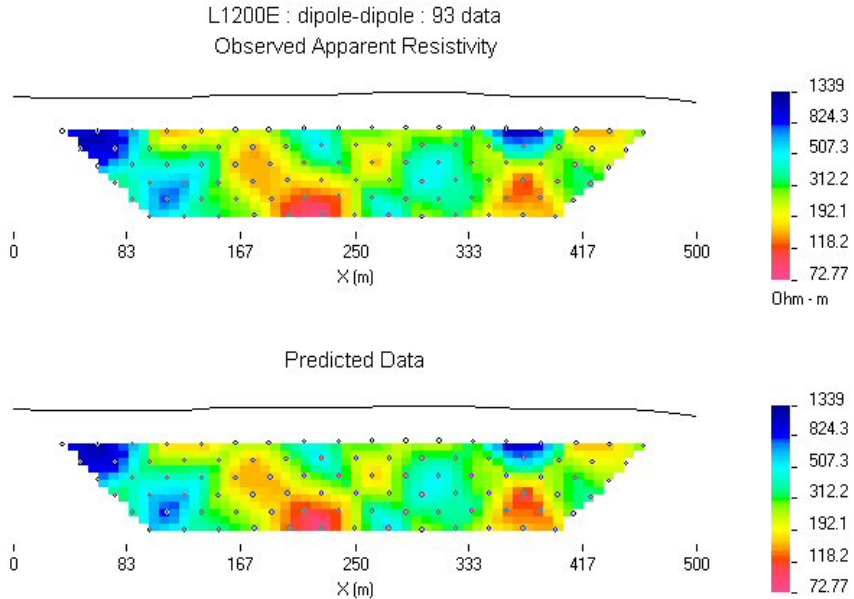 L1200E : dipole-dipole : 93 data
Observed Apparent Resistivity
1339
824.3
507.3
312.2
192.1
118.2
72.77
Ohm - m
0 83 167 250 333 417 500
X (m)
Predicted Data
1339
824.3
507.3
312.2
192.1
118.2
72.77
0 83 167 250 333 417 500
X (m)